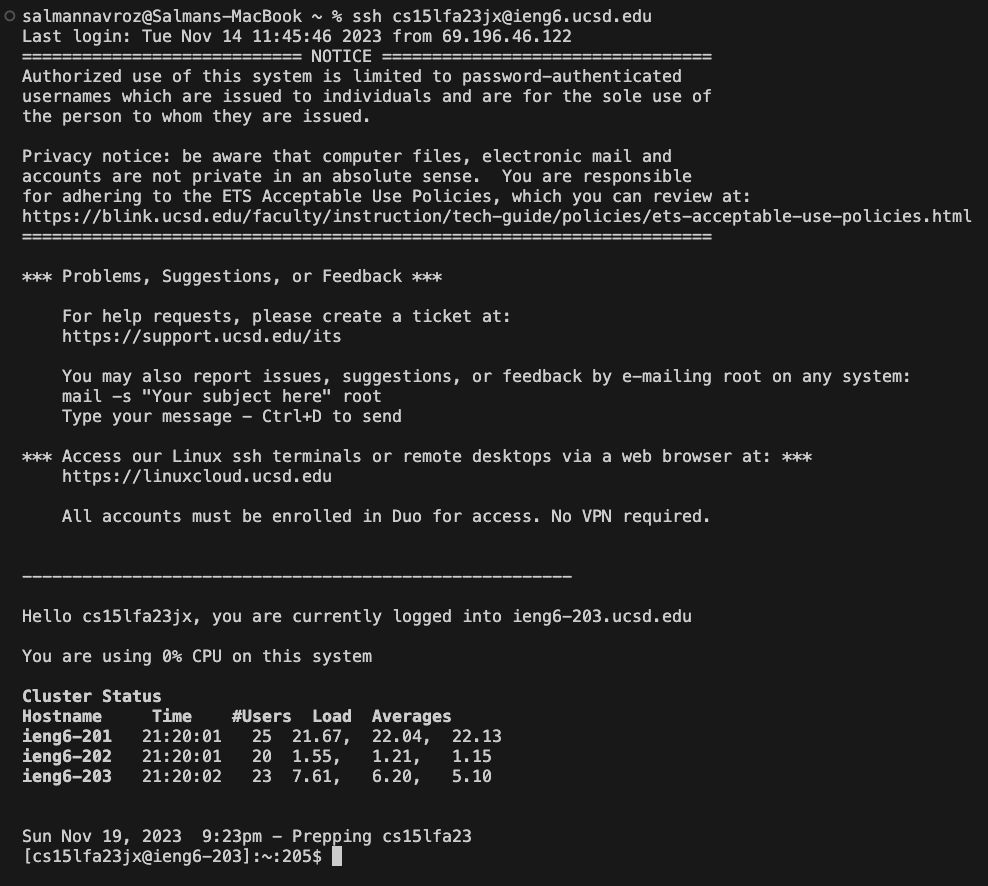 salmannavroz@Salmans-MacBook ~ % ssh cs15lfa23jx@ieng6.ucsd.edu
Last login: Tue Nov 14 11:45:46 2023 from 69.196.46.122
============================ NOTICE =================================
Authorized use of this system is limited to password-authenticated
usernames which are issued to individuals and are for the sole use of
the person to whom they are issued.

Privacy notice: be aware that computer files, electronic mail and
accounts are not private in an absolute sense.  You are responsible
for adhering to the ETS Acceptable Use Policies, which you can review at:
https://blink.ucsd.edu/faculty/instruction/tech-guide/policies/ets-acceptable-use-policies.html
=====================================================================

*** Problems, Suggestions, or Feedback ***

    For help requests, please create a ticket at:
    https://support.ucsd.edu/its

    You may also report issues, suggestions, or feedback by e-mailing root on any system:
    mail -s "Your subject here" root
    Type your message - Ctrl+D to send

*** Access our Linux ssh terminals or remote desktops via a web browser at: ***
    https://linuxcloud.ucsd.edu

    All accounts must be enrolled in Duo for access. No VPN required.


-------------------------------------------------------

Hello cs15lfa23jx, you are currently logged into ieng6-203.ucsd.edu

You are using 0% CPU on this system

Cluster Status
Hostname     Time    #Users  Load  Averages
ieng6-201   21:20:01   25  21.67,  22.04,  22.13
ieng6-202   21:20:01   20  1.55,   1.21,   1.15
ieng6-203   21:20:02   23  7.61,   6.20,   5.10


Sun Nov 19, 2023  9:23pm - Prepping cs15lfa23
[cs15lfa23jx@ieng6-203]:~:205$